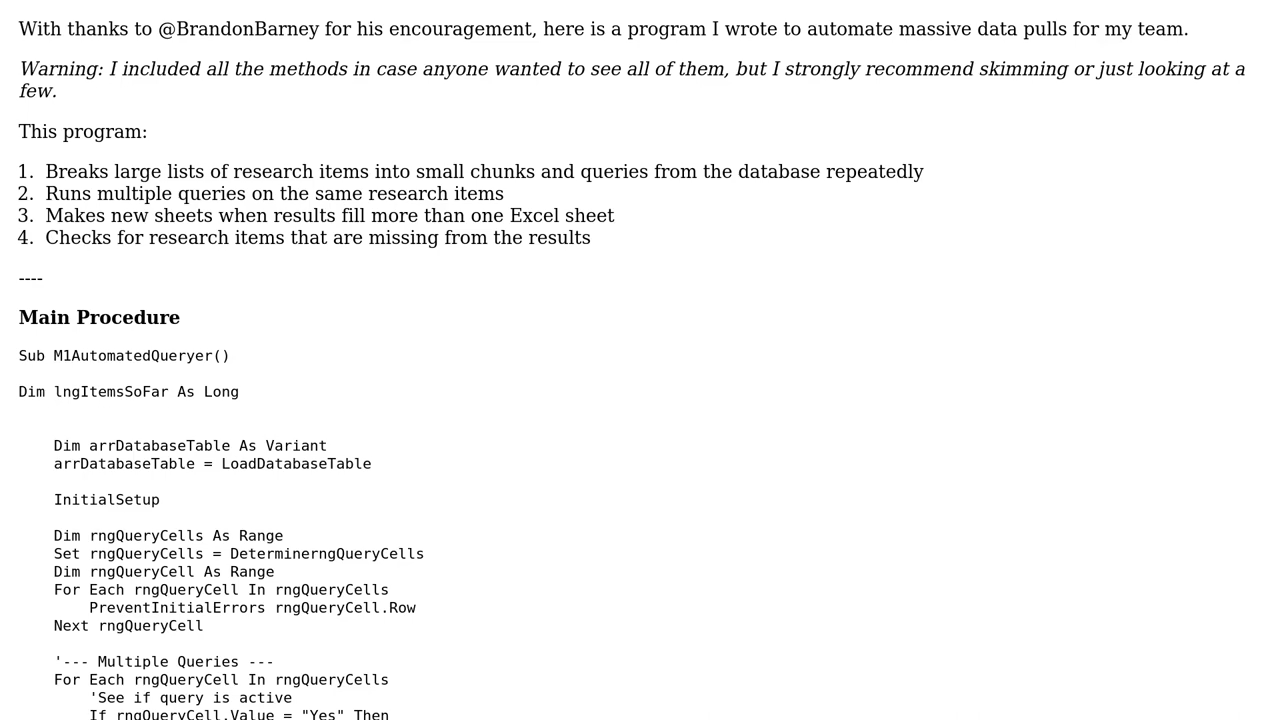 With thanks to @BrandonBarney for his encouragement, here is a program I wrote to automate massive data pulls for my team.
Warning: I included all the methods in case anyone wanted to see all of them, but I strongly recommend skimming or just looking at a
few.
This program:
1. Breaks large lists of research items into small chunks and queries from the database repeatedly
2. Runs multiple queries on the same research items
3. Makes new sheets when results fill more than one Excel sheet
4. Checks for research items that are missing from the results
----
Main Procedure
Sub M1AutomatedQueryer()
Dim lngItemsSoFar As Long
    Dim arrDatabaseTable As Variant
    arrDatabaseTable = LoadDatabaseTable
    InitialSetup
    Dim rngQueryCells As Range
    Set rngQueryCells = DeterminerngQueryCells
    Dim rngQueryCell As Range
    For Each rngQueryCell In rngQueryCells
        PreventInitialErrors rngQueryCell.Row
    Next rngQueryCell
    '--- Multiple Queries ---
    For Each rngQueryCell In rngQueryCells
        'See if query is active
        If rngQueryCell.Value = "Yes" Then